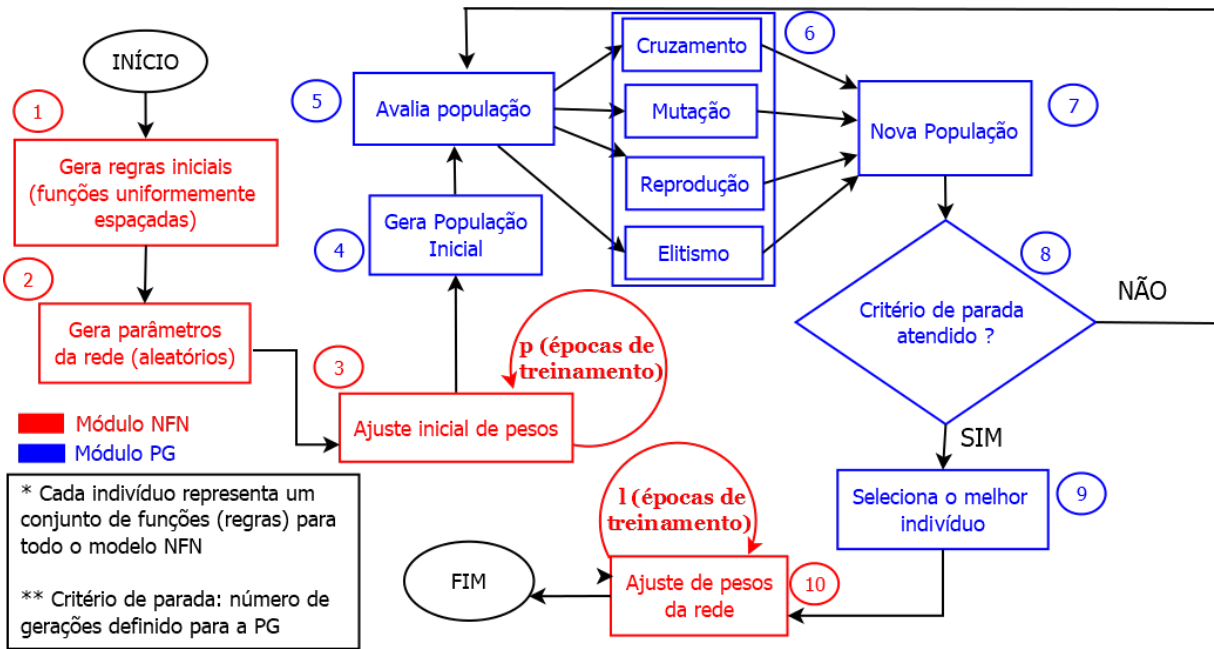 INÍCIO
1
Gera regras iniciais
(funções uniformemente
espaçadas)
2
Gera parâmetros
da rede (aleatórios)
3
Ajuste inicial de pesos
p (épocas de
treinamento)
4
Gera População
Inicial
5
Avalia população
6
Cruzamento
Mutação
Reprodução
Elitismo
7
Nova População
8
Critério de parada
atendido ?
NÃO
SIM
9
Seleciona o melhor
indivíduo
10
Ajuste de pesos
da rede
l (épocas de
treinamento)
FIM
Módulo NFN
Módulo PG
* Cada indivíduo representa um
conjunto de funções (regras) para
todo o modelo NFN
** Critério de parada: número de
gerações definido para a PG